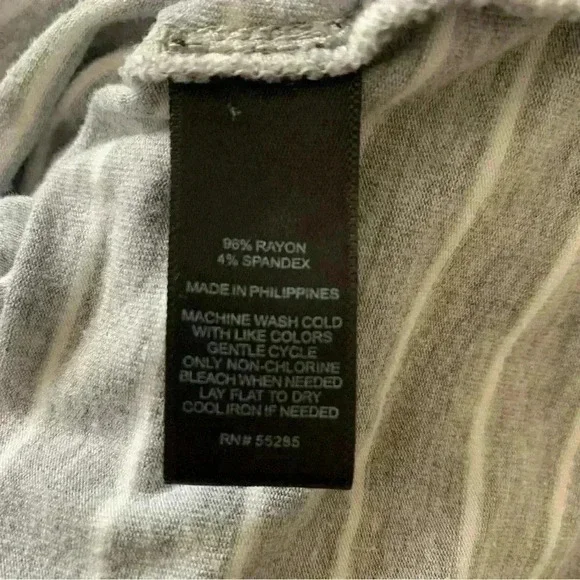 96% RAYON
4% SPANDEX
MADE IN PHILIPPINES
MACHINE WASH COLD
WITH LIKE COLORS
GENTLE CYCLE
ONLY NON-CHLORINE
BLEACH WHEN NEEDED
LAY FLAT TO DRY
COOL IRON IF NEEDED
RN# 55285